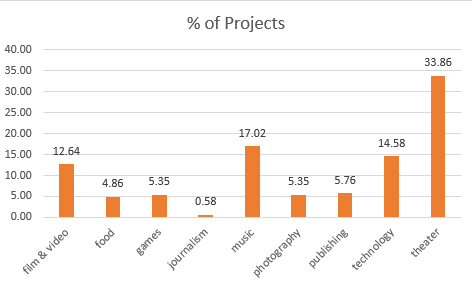 % of Projects
40.00
35.00
30.00
25.00
20.00
15.00
10.00
5.00
0.00
12.64
4.86
5.35
0.58
17.02
5.35
5.76
14.58
33.86
film & video
food
games
journalism
music
photography
publishing
technology
theater